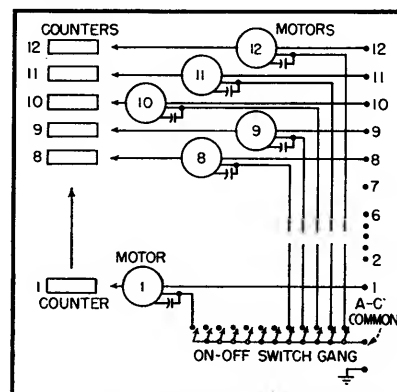 COUNTERS MOTORS
12 12 12
11 11 11
10 10 10
9 9 9
8 8 8
7
6
2
MOTOR
1 1 1
COUNTER
A-C
COMMON
ON-OFF SWITCH GANG